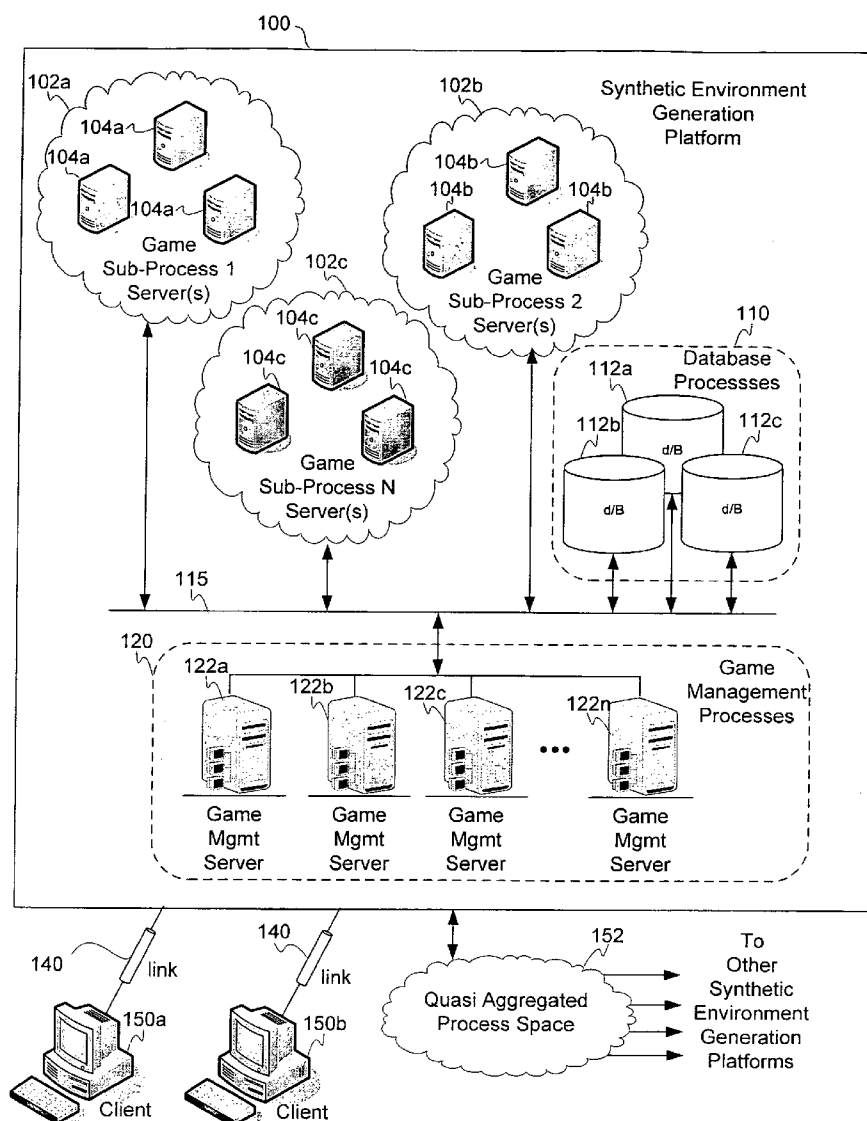 100
102a
104a
104a
104a
Game
Sub-Process 1
Server(s)
102b
104b
104b
104b
Game
Sub-Process 2
Server(s)
Synthetic Environment
Generation
Platform
102c
104c
104c
104c
Game
Sub-Process N
Server(s)
110
Database
Processses
112a
112b
112c
d/B
d/B
d/B
115
120
122a
122b
122c
122n
Game
Management
Processes
Game
Mgmt
Server
Game
Mgmt
Server
Game
Mgmt
Server
Game
Mgmt
Server
140
link
150a
Client
140
link
150b
Client
152
Quasi Aggregated
Process Space
To
Other
Synthetic
Environment
Generation
Platforms